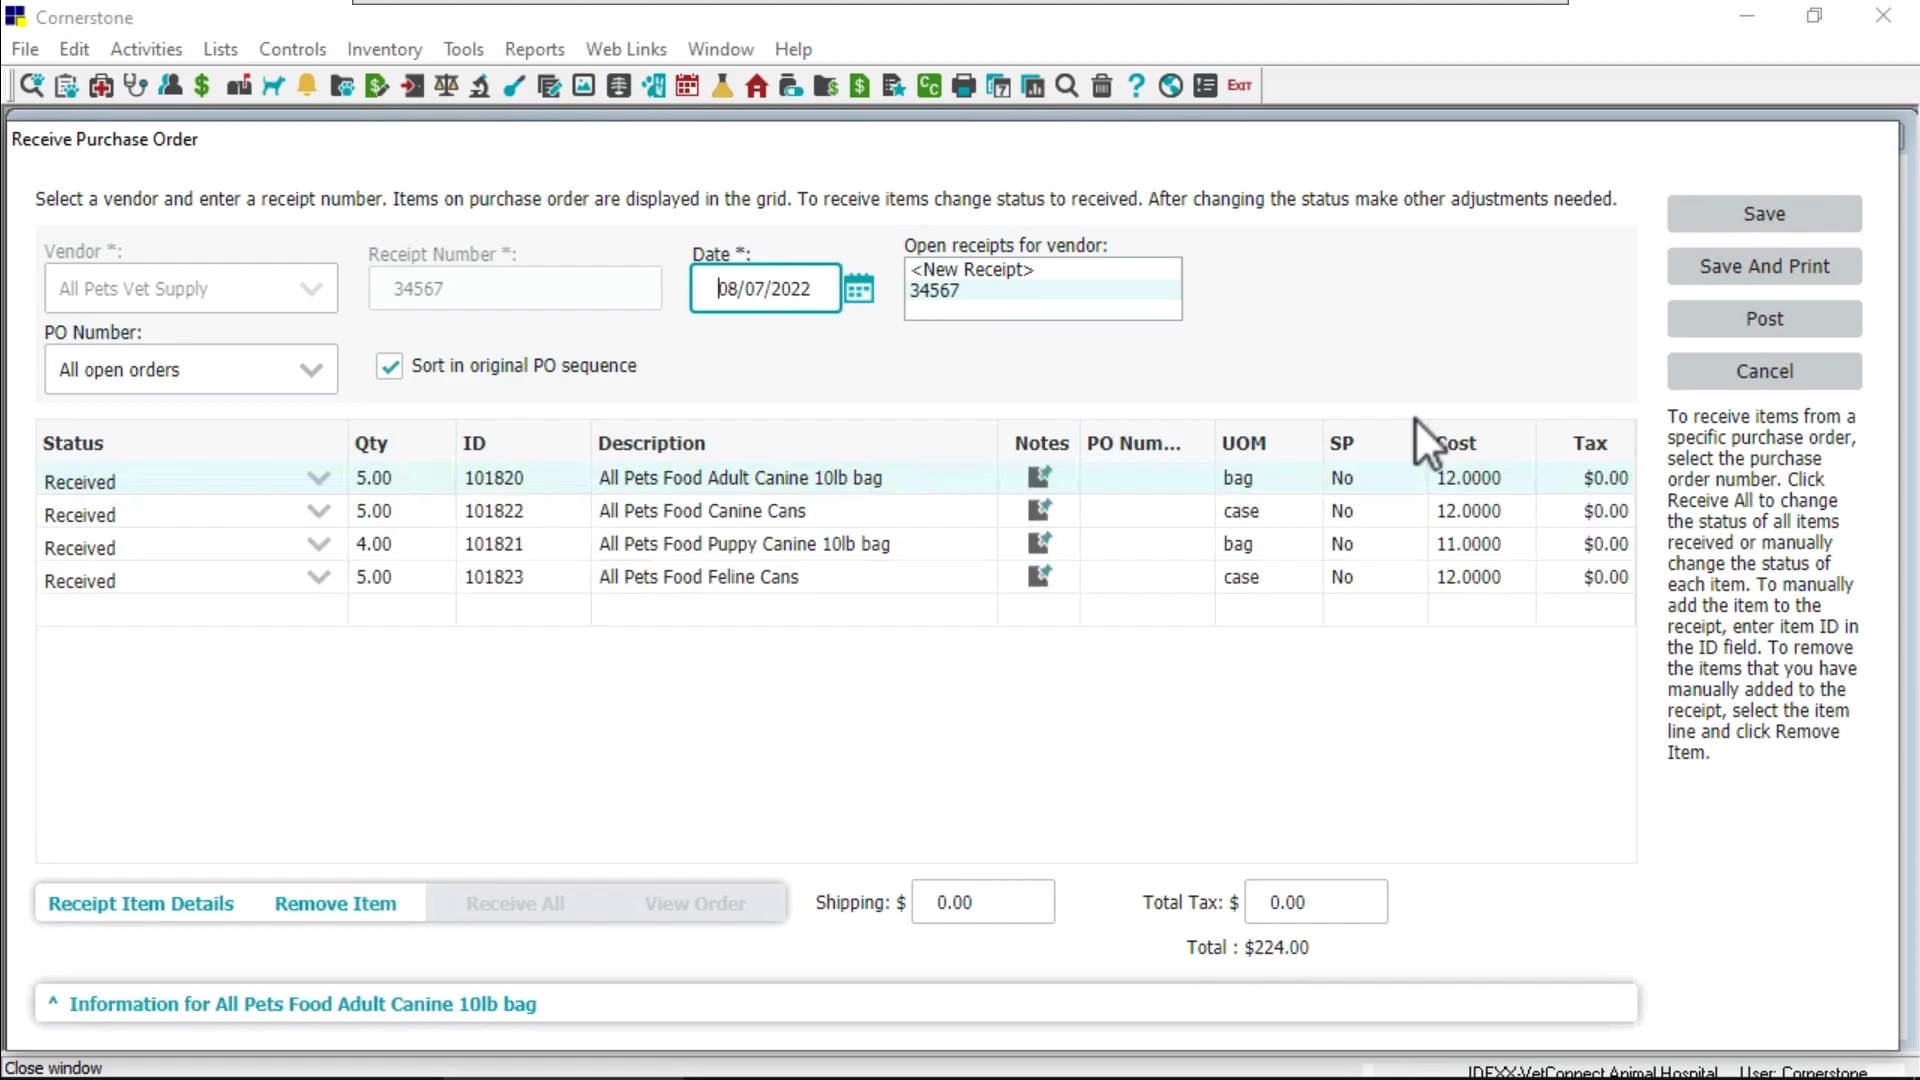 Cornerstone
File Edit Activities Lists Controls Inventory Tools Reports Web Links Window Help
EXIT
Receive Purchase Order
Select a vendor and enter a receipt number. Items on purchase order are displayed in the grid. To receive items change status to received. After changing the status make other adjustments needed.
Vendor *: Receipt Number *: Date *: Open receipts for vendor:
All Pets Vet Supply 34567 08/07/2022 <New Receipt>
34567
PO Number:
All open orders Sort in original PO sequence
Save
Save And Print
Post
Cancel
To receive items from a
specific purchase order,
select the purchase
order number. Click
Receive All to change
the status of all items
received or manually
change the status of
each item. To manually
add the item to the
receipt, enter item ID in
the ID field. To remove
the items that you have
manually added to the
receipt, select the item
line and click Remove
Item.
Status Qty ID Description Notes PO Num... UOM SP Cost Tax
Received 5.00 101820 All Pets Food Adult Canine 10lb bag bag No 12.0000 $0.00
Received 5.00 101822 All Pets Food Canine Cans case No 12.0000 $0.00
Received 4.00 101821 All Pets Food Puppy Canine 10lb bag bag No 11.0000 $0.00
Received 5.00 101823 All Pets Food Feline Cans case No 12.0000 $0.00
Receipt Item Details Remove Item Receive All View Order Shipping: $ 0.00 Total Tax: $ 0.00
Total : $224.00
^ Information for All Pets Food Adult Canine 10lb bag
Close window IDEXX-VetConnect Animal Hospital User: Cornerstone